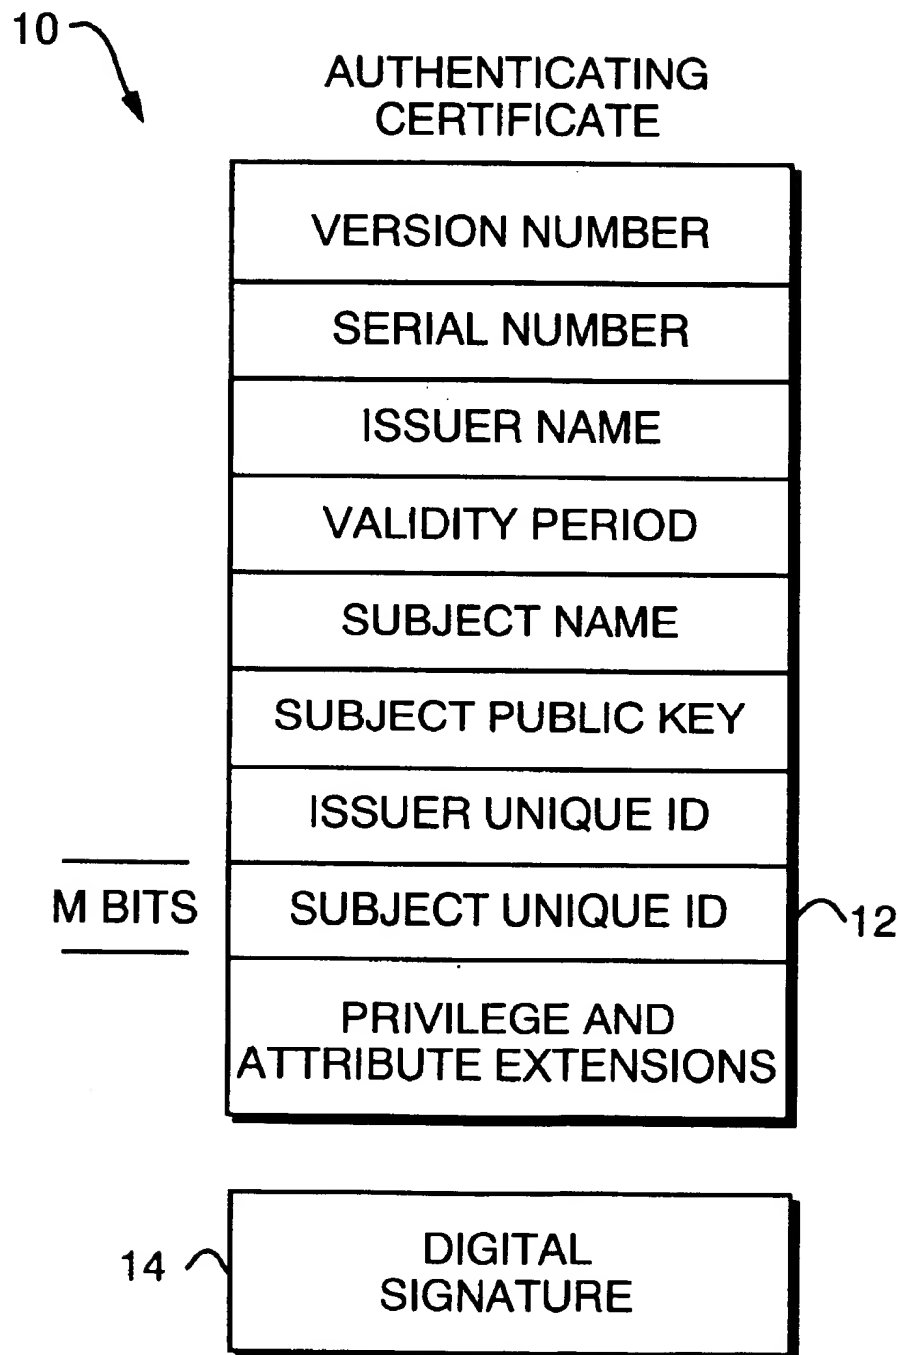 10
AUTHENTICATING
CERTIFICATE
VERSION NUMBER
SERIAL NUMBER
ISSUER NAME
VALIDITY PERIOD
SUBJECT NAME
SUBJECT PUBLIC KEY
ISSUER UNIQUE ID
M BITS
SUBJECT UNIQUE ID
12
PRIVILEGE AND
ATTRIBUTE EXTENSIONS
14
DIGITAL
SIGNATURE